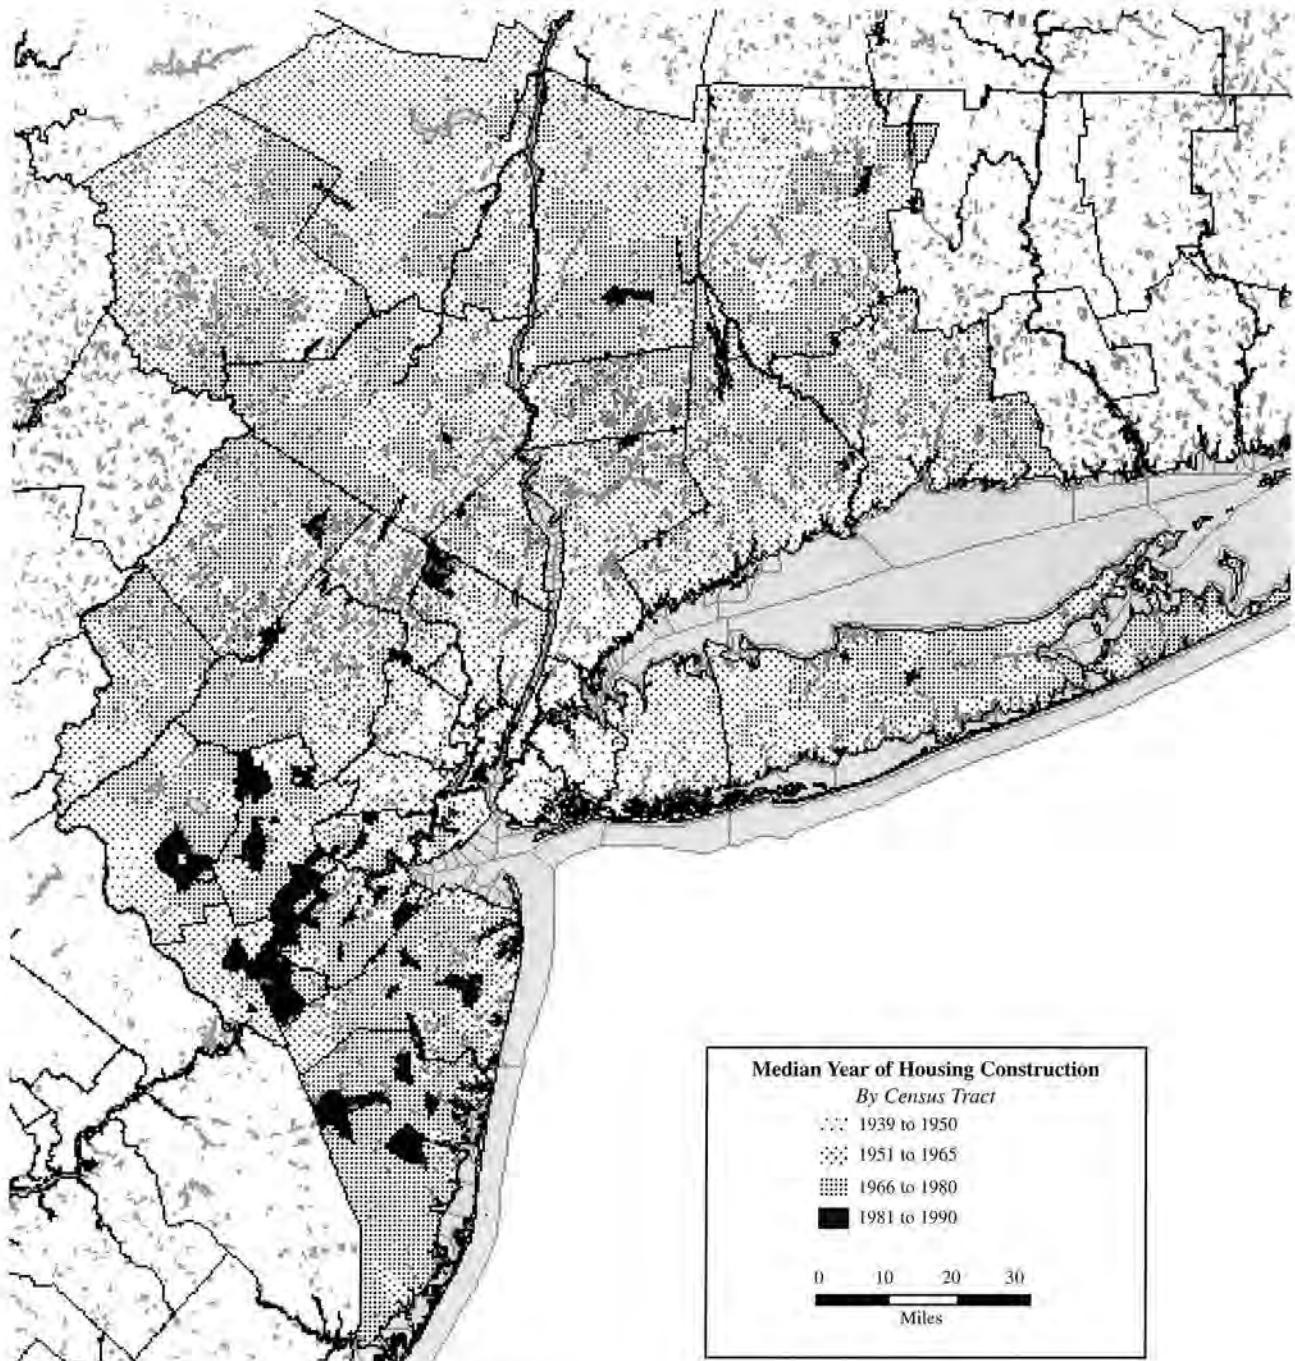 Median Year of Housing Construction
By Census Tract
1939 to 1950
1951 to 1965
1966 to 1980
1981 to 1990
0 10 20 30
Miles